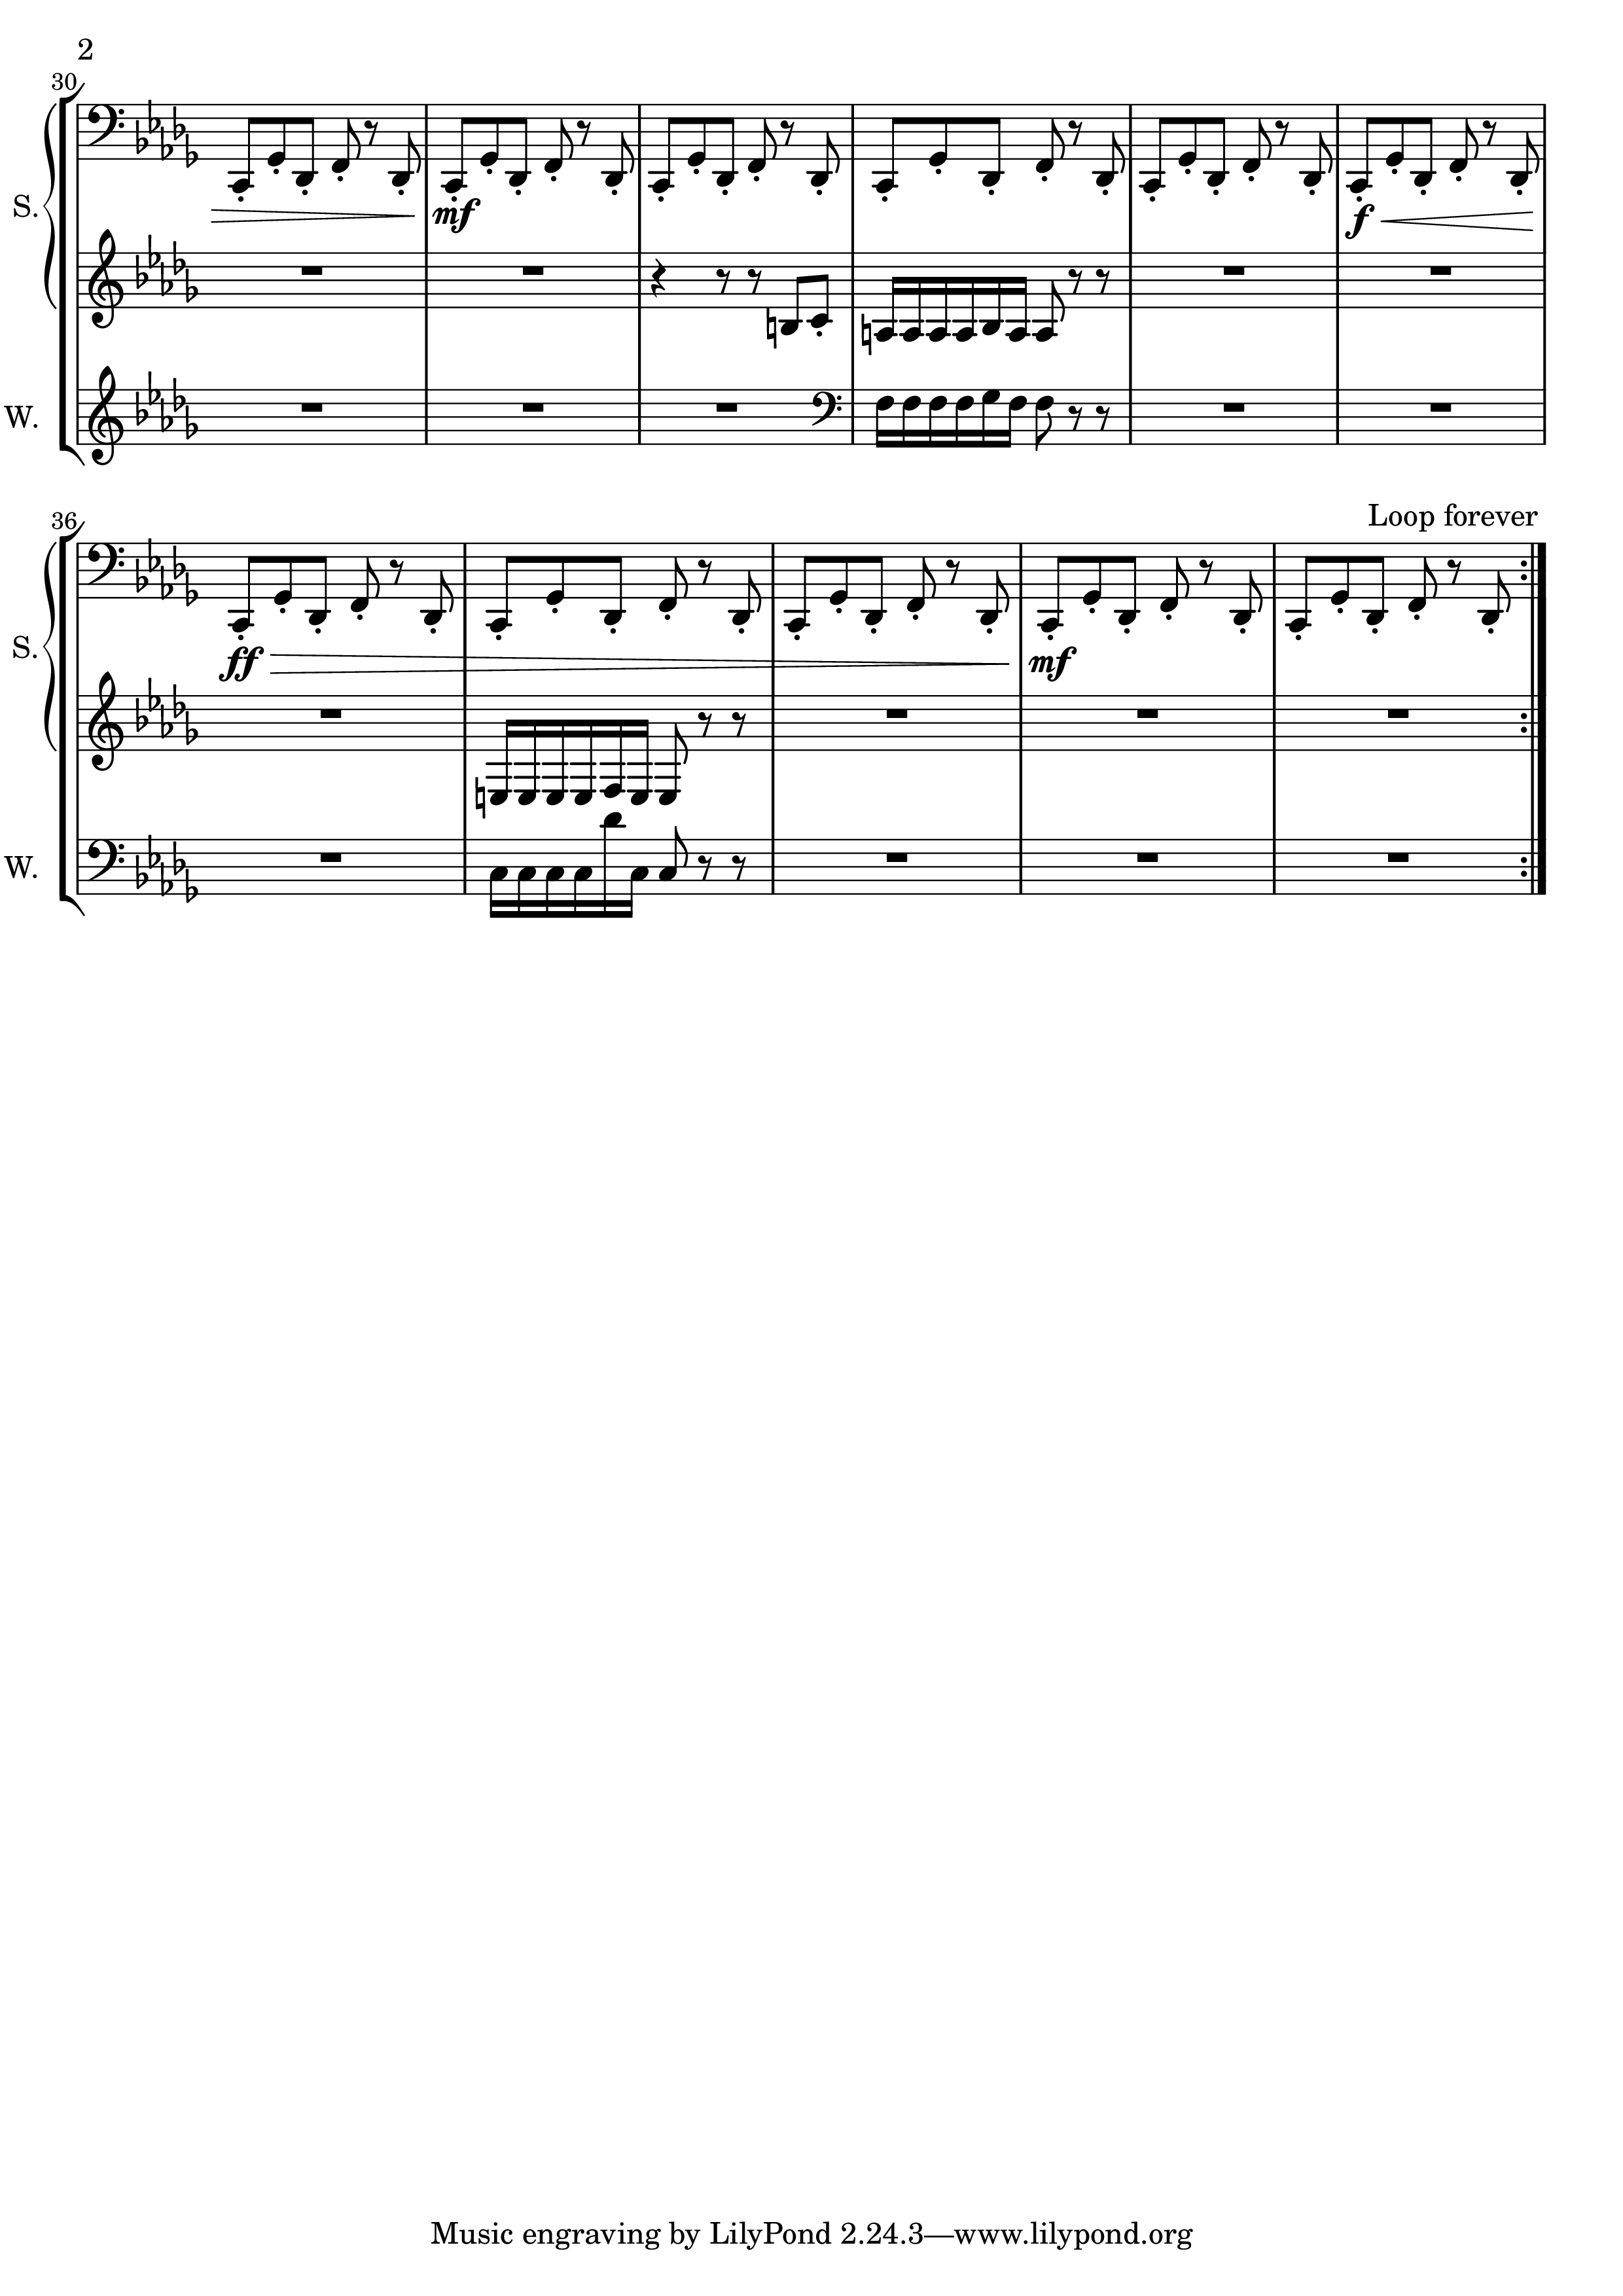 2
30
S.
mf
f
W.
36
Loop forever
S.
ff
mf
W.
Music engraving by LilyPond 2.24.3—www.lilypond.org